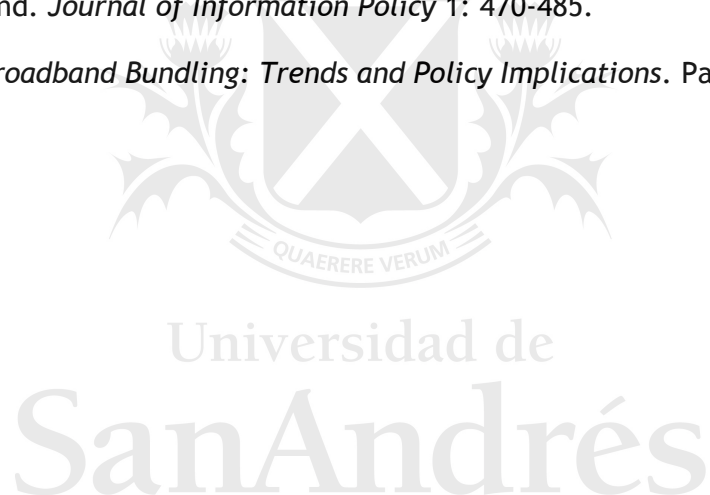 nd. Journal of Information Policy 1: 470-485.
roadband Bundling: Trends and Policy Implications. Pa
QUAERERE VERUM
Universidad de
SanAndrés